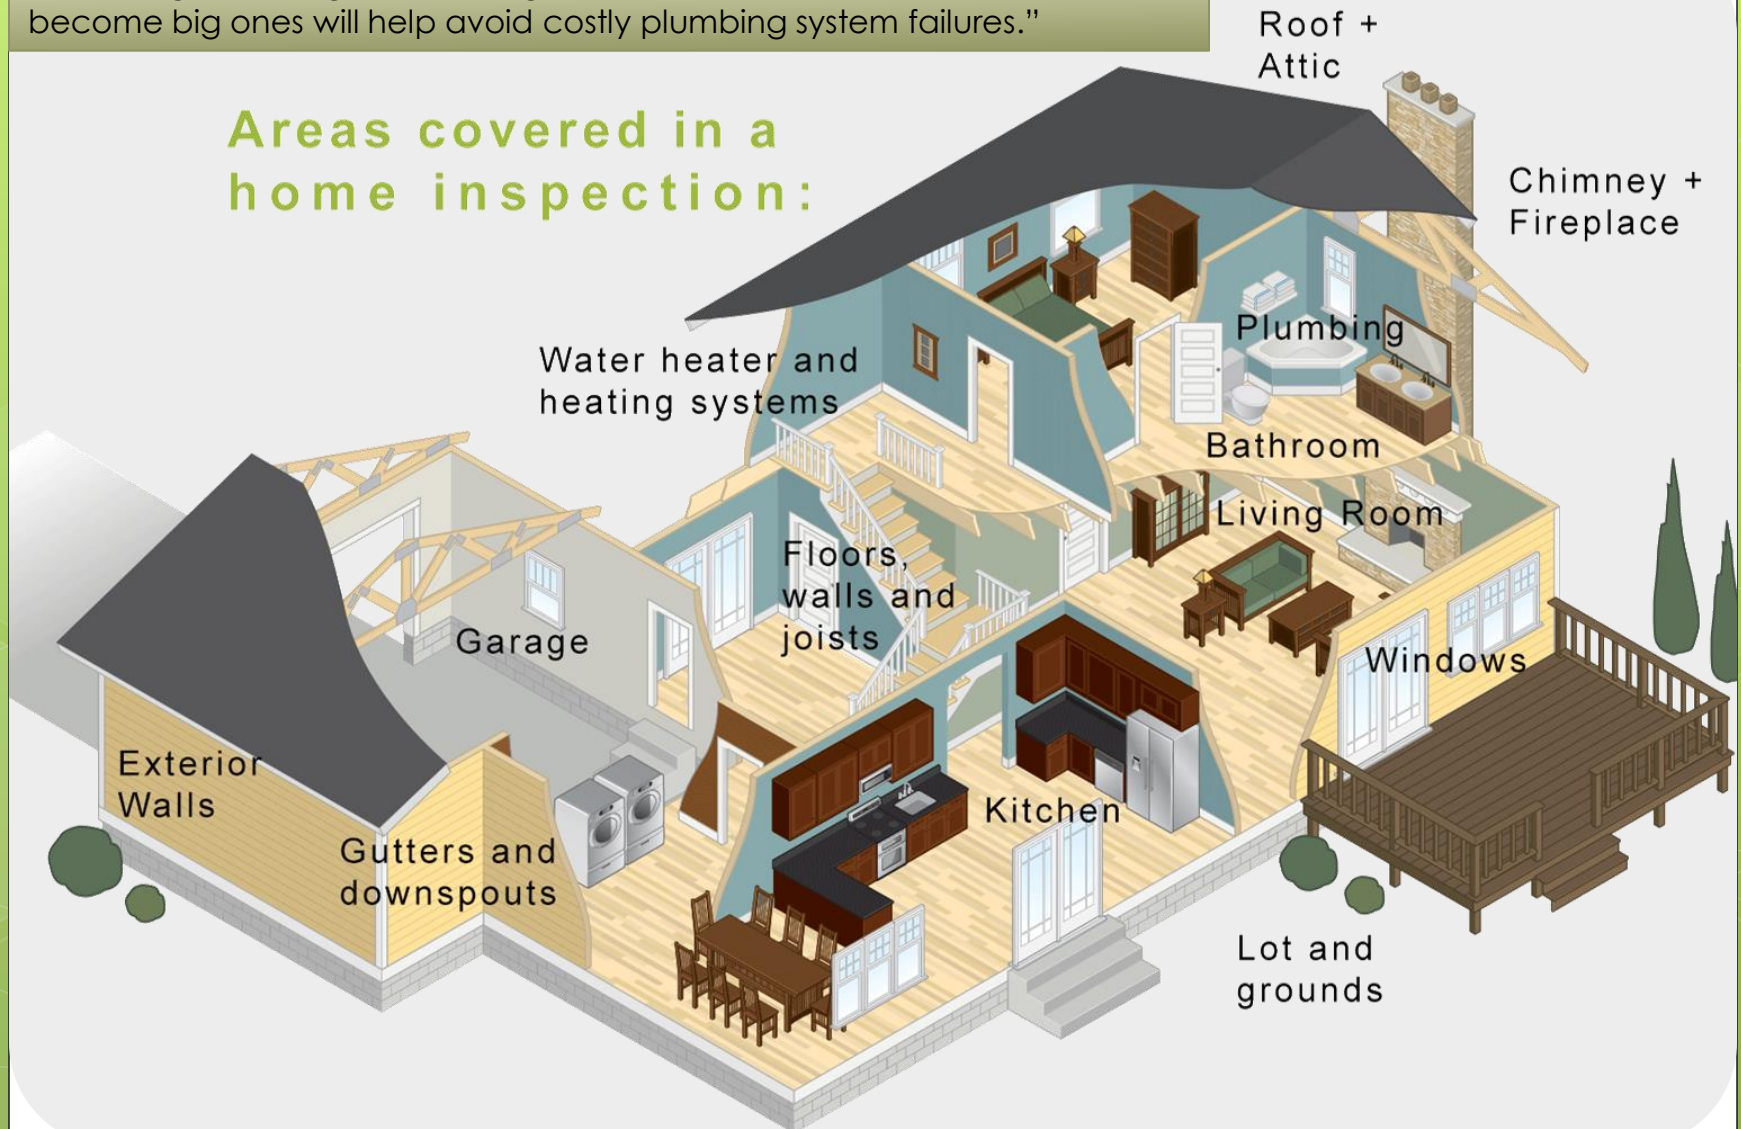 become big ones will help avoid costly plumbing system failures.”
Roof +
Attic
Areas covered in a
home inspection:
Chimney +
Fireplace
Plumbing
Water heater and
heating systems
Bathroom
Living Room
Floors,
walls and
joists
Garage
Windows
Exterior
Walls
Kitchen
Gutters and
downspouts
Lot and
grounds